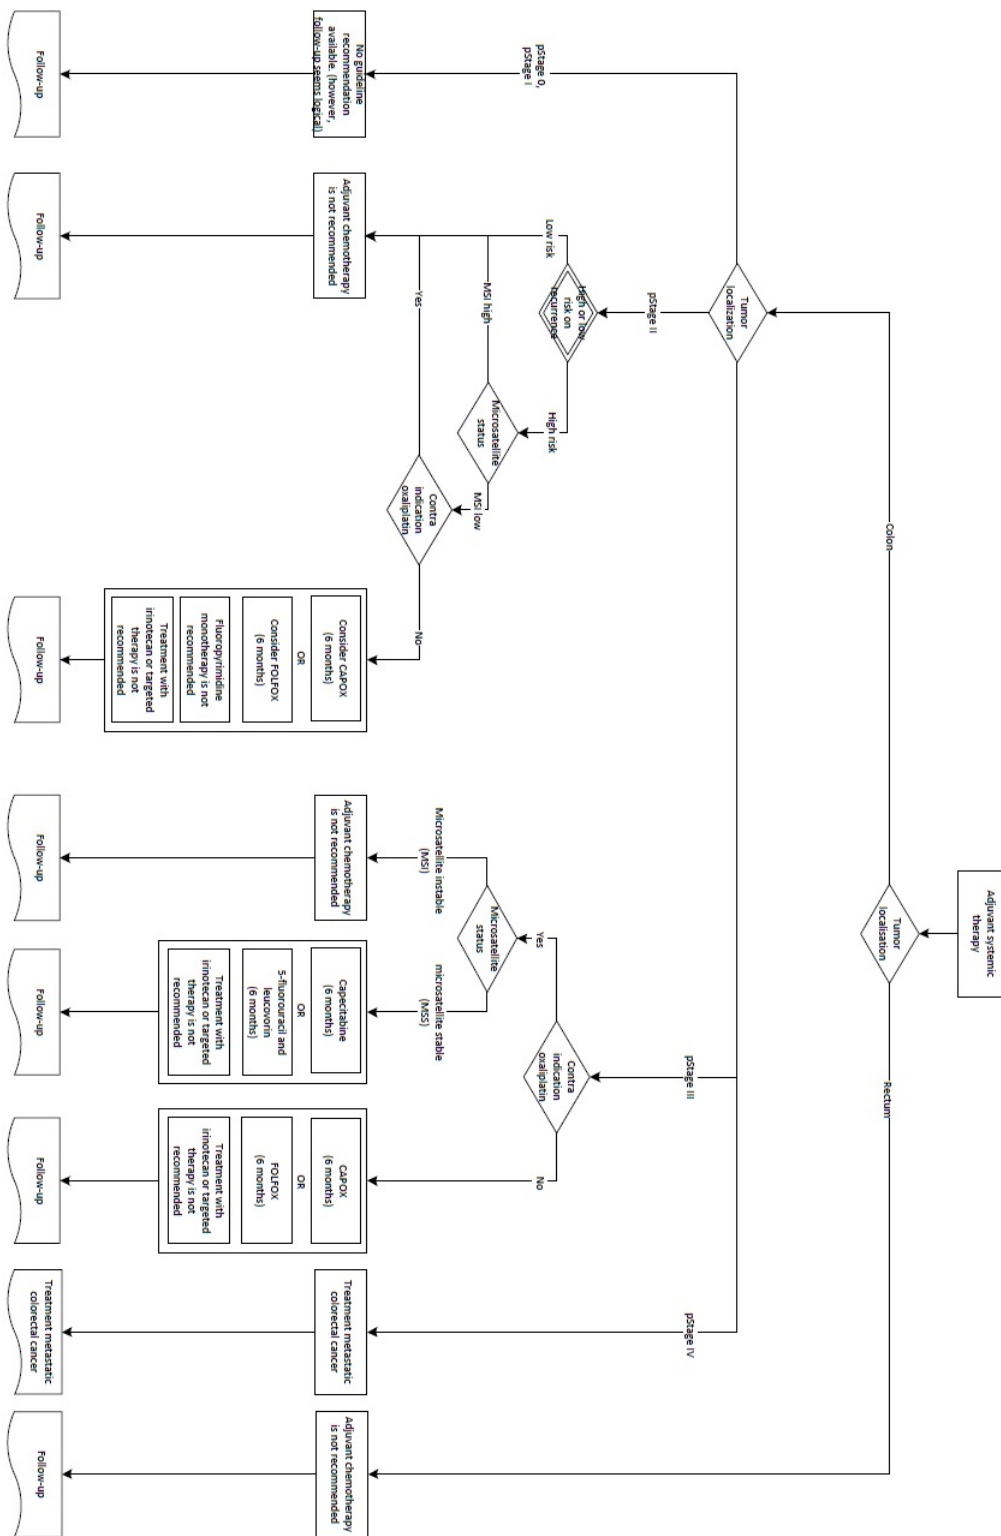 Adjuvant systemic
therapy
Tumor
localisation
Colon
Rectum
Tumor
localization
pStage 0,
pStage I
pStage II
pStage III
pStage IV
High or low
risk on
recurrence
Low risk
High risk
Microsatellite
status
MSI high
MSI low
Contra
indication
oxaliplatin
Yes
No
Contra
indication
oxaliplatin
Yes
No
Microsatellite
status
Microsatellite instable
(MSI)
microsatellite stable
(MSS)
No guideline
recommendation
available. (however,
follow-up seems logical)
Adjuvant chemotherapy
is not recommended
Consider CAPOX
(6 months)
OR
Consider FOLFOX
(6 months)
Fluoropyrimidine
monotherapy is not
recommended
Treatment with
irinotecan or targeted
therapy is not
recommended
Adjuvant chemotherapy
is not recommended
Capecitabine
(6 months)
OR
5-fluorouracil and
leucovorin
(6 months)
Treatment with
irinotecan or targeted
therapy is not
recommended
CAPOX
(6 months)
OR
FOLFOX
(6 months)
Treatment with
irinotecan or targeted
therapy is not
recommended
Treatment metastatic
colorectal cancer
Adjuvant chemotherapy
is not recommended
Follow-up
Follow-up
Follow-up
Follow-up
Follow-up
Follow-up
Treatment metastatic
colorectal cancer
Follow-up